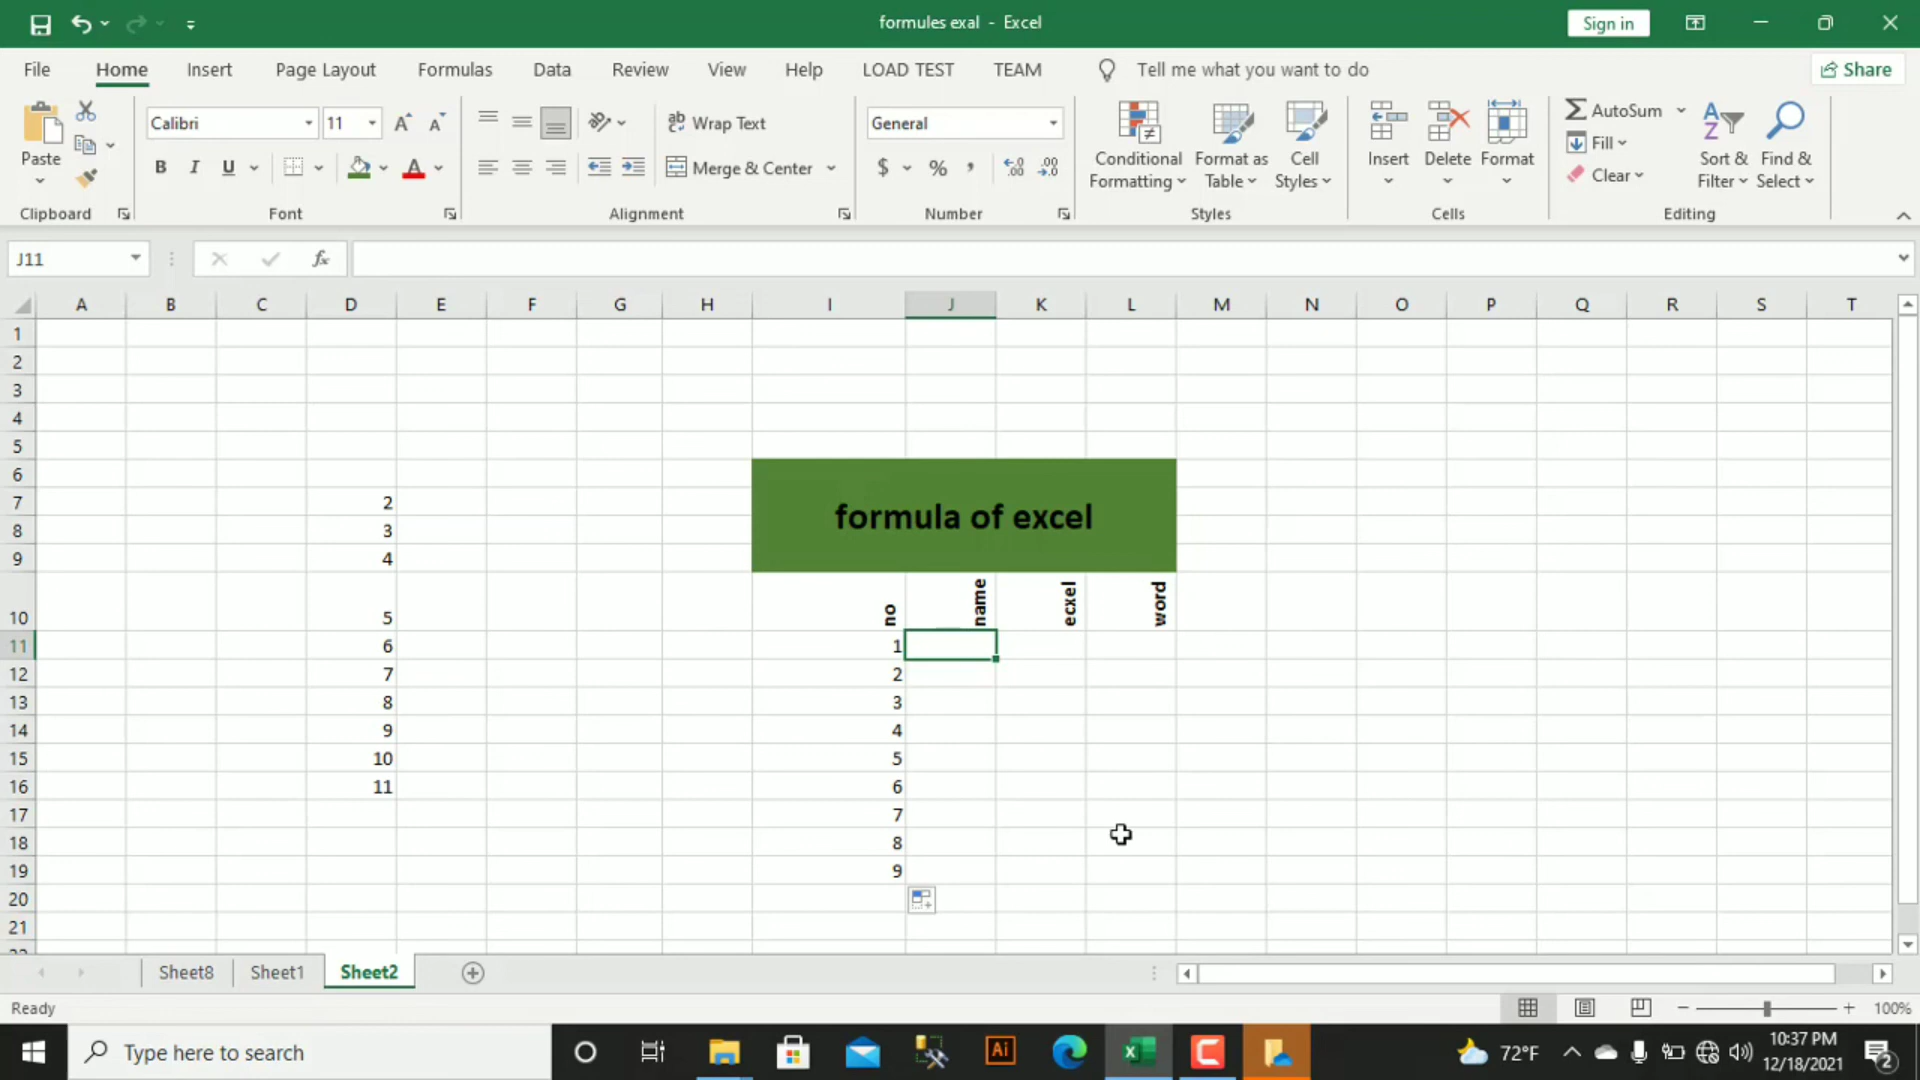 formules exal - Excel
Sign in
File Home Insert Page Layout Formulas Data Review View Help LOAD TEST TEAM Tell me what you want to do Share
Paste
Clipboard
Calibri 11
B I U
Font
Wrap Text
Merge & Center
Alignment
General
$ % ,
Number
Conditional Formatting
Format as Table
Cell Styles
Styles
Insert
Delete
Format
Cells
AutoSum
Fill
Clear
Sort & Filter
Find & Select
Editing
J11
fx
A B C D E F G H I J K L M N O P Q R S T
1
2
3
4
5
6
formula of excel
7 2
8 3
9 4
10 5 no name ecxel word
11 6 1
12 7 2
13 8 3
14 9 4
15 10 5
16 11 6
17 7
18 8
19 9
20
21
Sheet8 Sheet1 Sheet2
Ready
100%
Type here to search
Ai
72°F
10:37 PM
12/18/2021
2